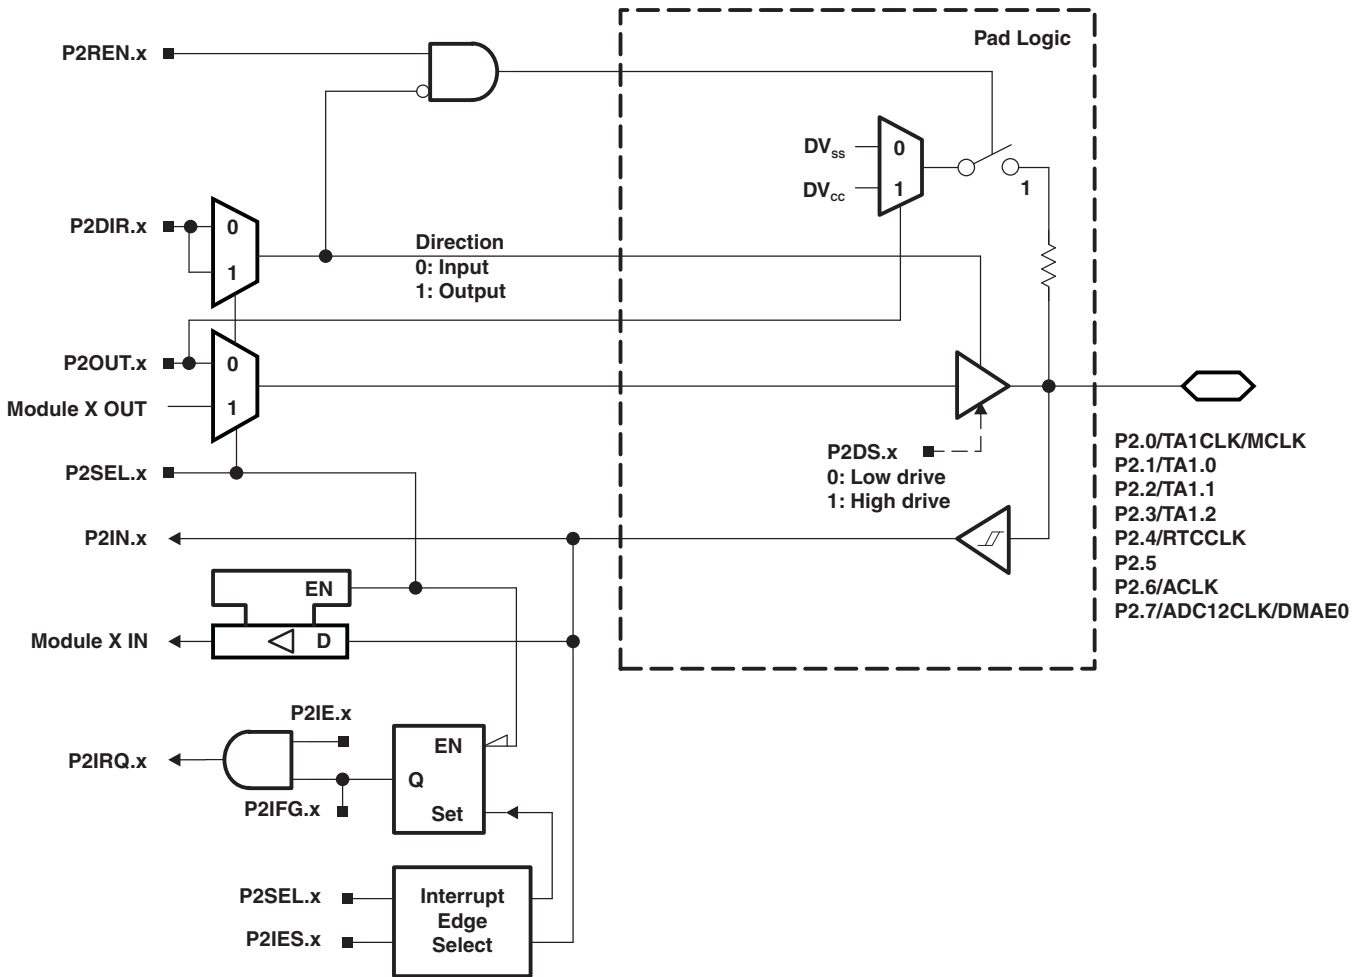 Pad Logic
P2REN.x
DVSS
0
DVCC
1
1
P2DIR.x
0
1
Direction
0: Input
1: Output
P2OUT.x
0
Module X OUT
1
P2DS.x
0: Low drive
1: High drive
P2SEL.x
P2IN.x
P2.0/TA1CLK/MCLK
P2.1/TA1.0
P2.2/TA1.1
P2.3/TA1.2
P2.4/RTCCLK
P2.5
P2.6/ACLK
P2.7/ADC12CLK/DMAE0
EN
Module X IN
D
P2IE.x
P2IRQ.x
EN
Q
P2IFG.x
Set
P2SEL.x
P2IES.x
Interrupt
Edge
Select